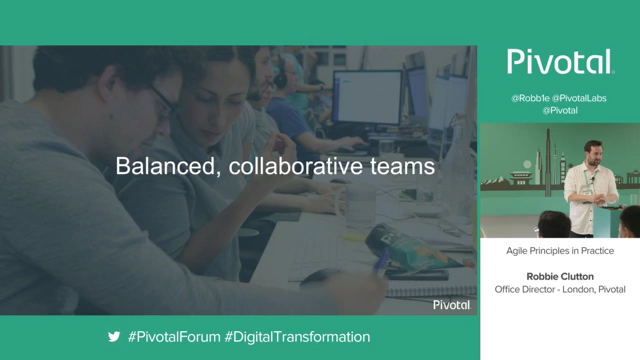 Balanced, collaborative teams
Pivotal
#PivotalForum #DigitalTransformation
Pivotal
@Robb1e @PivotalLabs
@Pivotal
Agile Principles in Practice
Robbie Clutton
Office Director - London, Pivotal